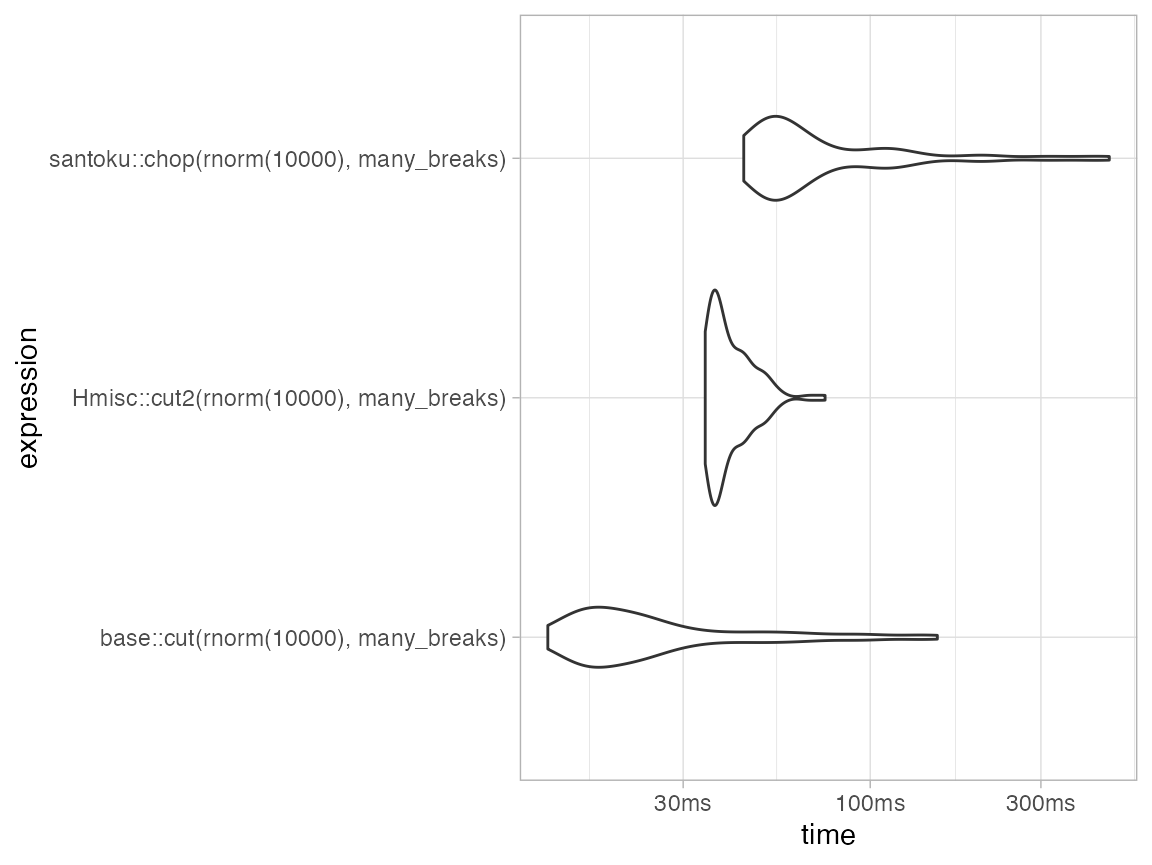 santoku::chop(rnorm(10000), many_breaks)
Hmisc::cut2(rnorm(10000), many_breaks)
base::cut(rnorm(10000), many_breaks)
expression
30ms 100ms 300ms
time